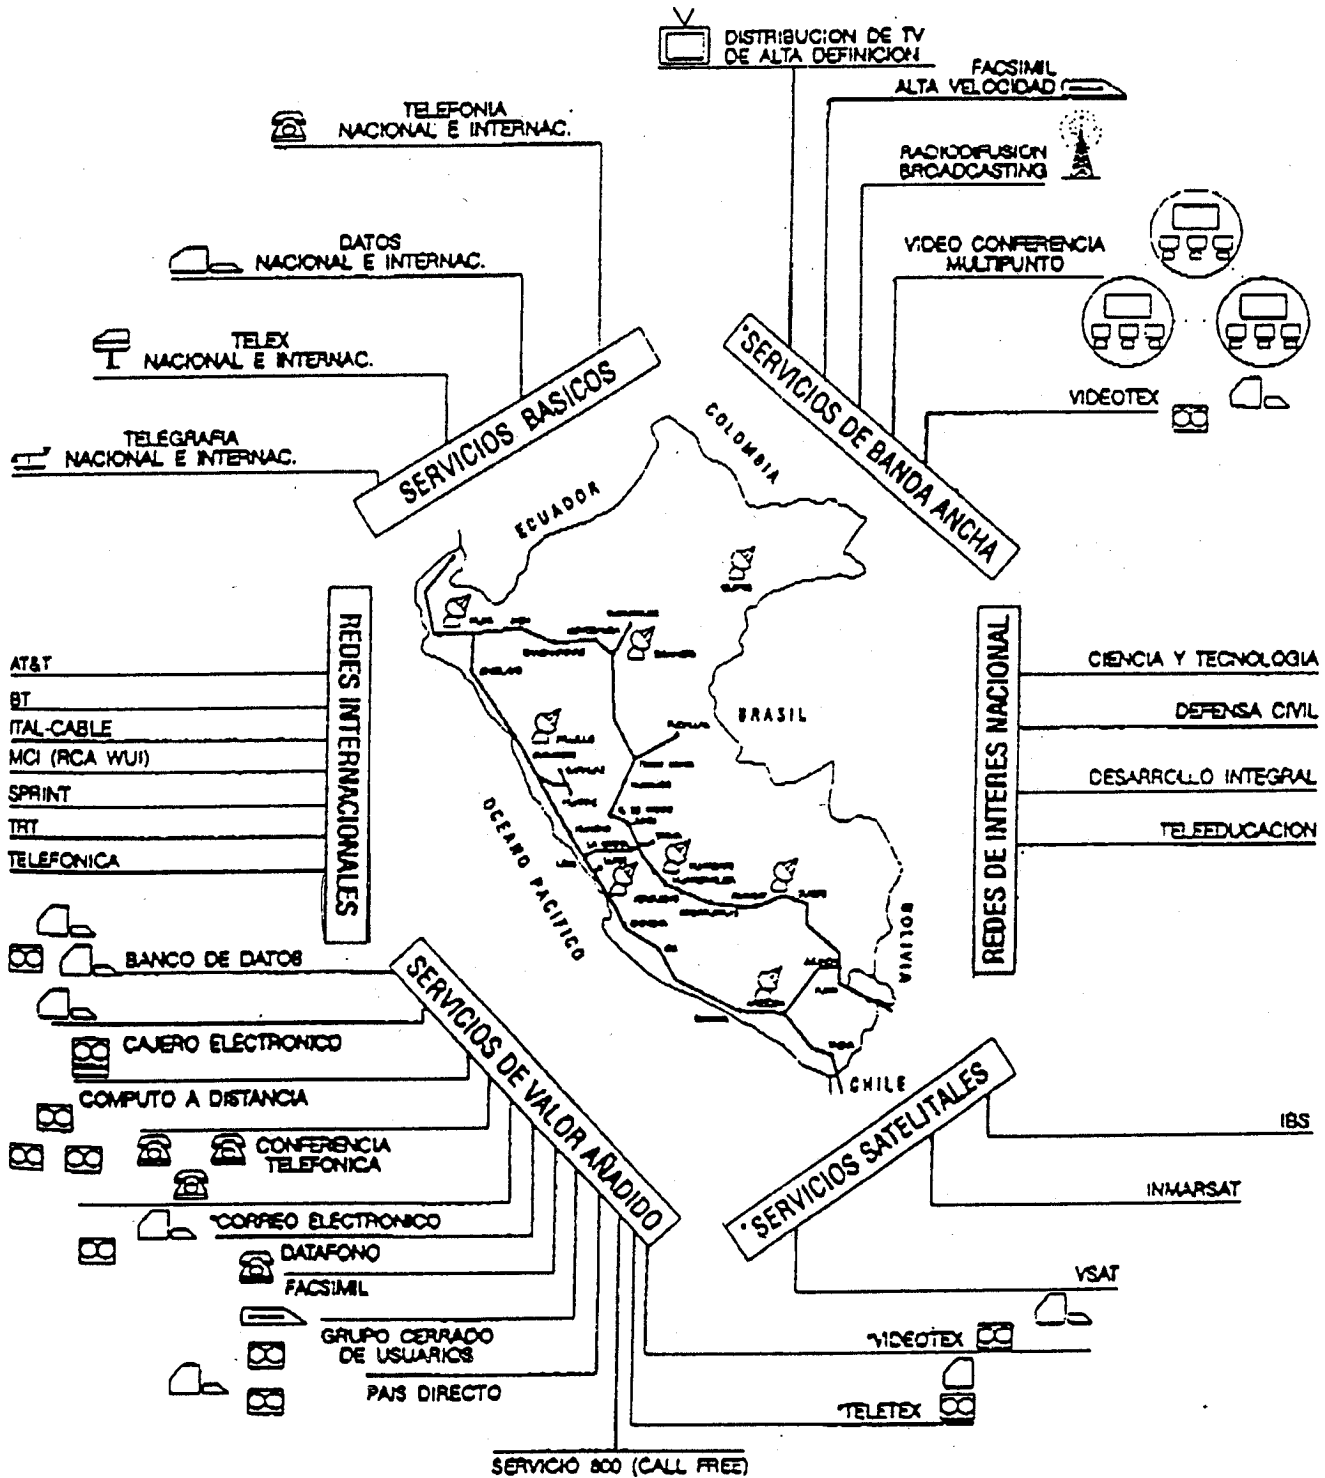 DISTRIBUCION DE TV
DE ALTA DEFINICION
FACSIMIL
ALTA VELOCIDAD
RADIODIFUSION
BROADCASTING
VIDEO CONFERENCIA
MULTIPUNTO
VIDEOTEX
*SERVICIOS DE BANDA ANCHA
TELEFONIA
NACIONAL E INTERNAC.
DATOS
NACIONAL E INTERNAC.
TELEX
NACIONAL E INTERNAC.
TELEGRAFIA
NACIONAL E INTERNAC.
SERVICIOS BASICOS
ECUADOR
COLOMBIA
BRASIL
BOLIVIA
CHILE
OCEANO PACIFICO
REDES INTERNACIONALES
AT&T
BT
ITAL-CABLE
MCI (RCA WUI)
SPRINT
TRT
TELEFONICA
REDES DE INTERES NACIONAL
CIENCIA Y TECNOLOGIA
DEFENSA CIVIL
DESARROLLO INTEGRAL
TELEEDUCACION
SERVICIOS DE VALOR AÑADIDO
BANCO DE DATOS
CAJERO ELECTRONICO
COMPUTO A DISTANCIA
CONFERENCIA
TELEFONICA
*CORREO ELECTRONICO
DATAFONO
FACSIMIL
GRUPO CERRADO
DE USUARIOS
PAIS DIRECTO
SERVICIO 800 (CALL FREE)
*TELETEX
*VIDEOTEX
*SERVICIOS SATELITALES
IBS
INMARSAT
VSAT